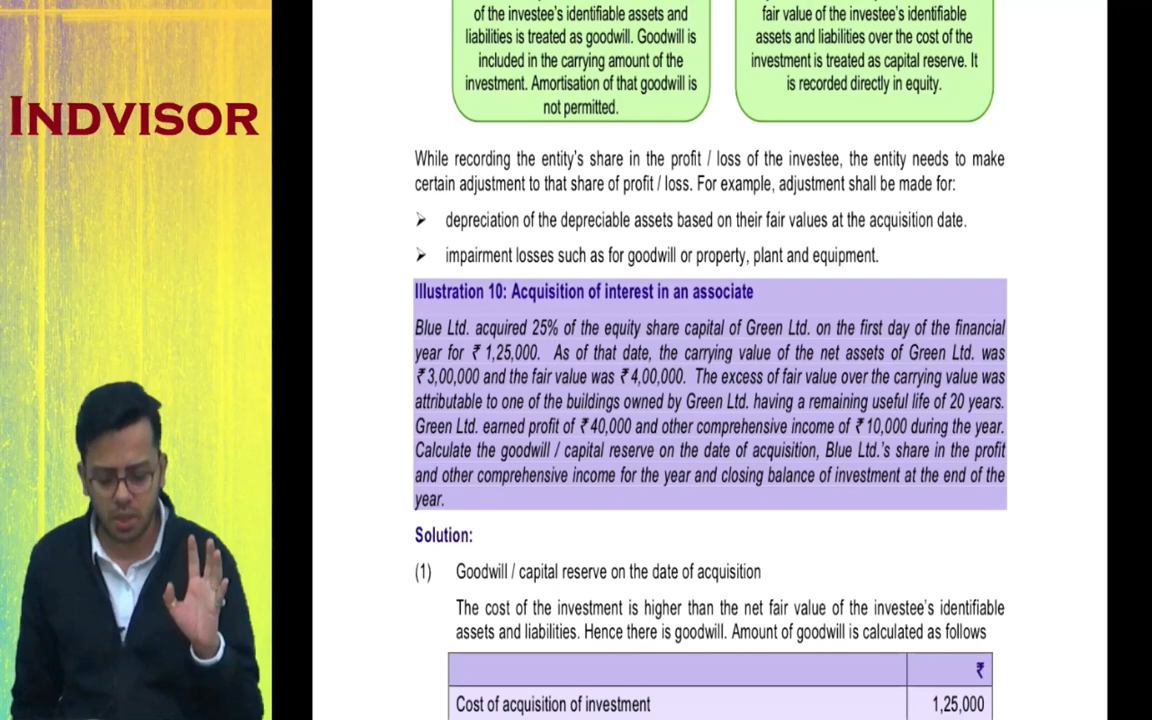 INDVISOR
of the investee's identifiable assets and
liabilities is treated as goodwill. Goodwill is
included in the carrying amount of the
investment. Amortisation of that goodwill is
not permitted.
fair value of the investee's identifiable
assets and liabilities over the cost of the
investment is treated as capital reserve. It
is recorded directly in equity.
While recording the entity's share in the profit / loss of the investee, the entity needs to make
certain adjustment to that share of profit / loss. For example, adjustment shall be made for:
➢ depreciation of the depreciable assets based on their fair values at the acquisition date.
➢ impairment losses such as for goodwill or property, plant and equipment.
Illustration 10: Acquisition of interest in an associate
Blue Ltd. acquired 25% of the equity share capital of Green Ltd. on the first day of the financial
year for ₹ 1,25,000. As of that date, the carrying value of the net assets of Green Ltd. was
₹ 3,00,000 and the fair value was ₹ 4,00,000. The excess of fair value over the carrying value was
attributable to one of the buildings owned by Green Ltd. having a remaining useful life of 20 years.
Green Ltd. earned profit of ₹ 40,000 and other comprehensive income of ₹ 10,000 during the year.
Calculate the goodwill / capital reserve on the date of acquisition, Blue Ltd.'s share in the profit
and other comprehensive income for the year and closing balance of investment at the end of the
year.
Solution:
(1) Goodwill / capital reserve on the date of acquisition
The cost of the investment is higher than the net fair value of the investee's identifiable
assets and liabilities. Hence there is goodwill. Amount of goodwill is calculated as follows
₹
Cost of acquisition of investment 1,25,000